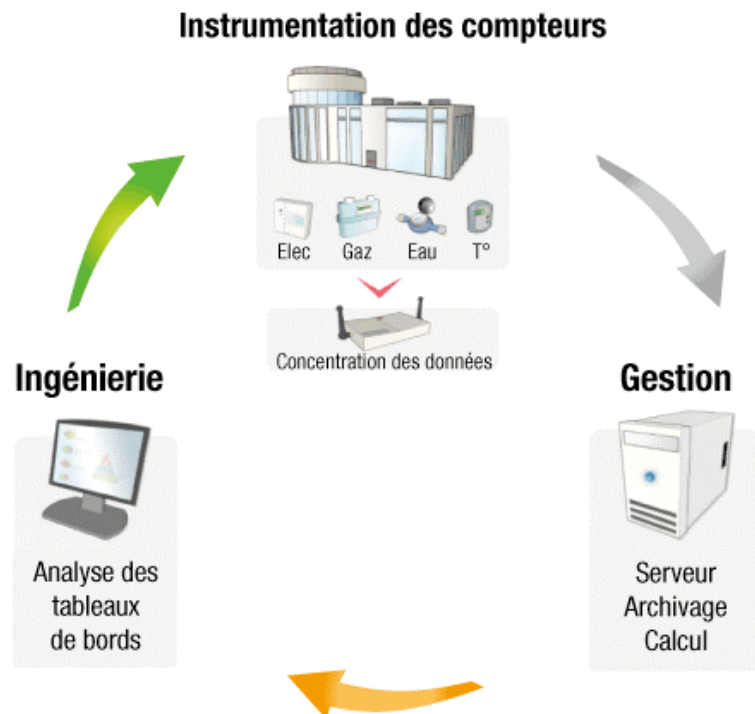 Instrumentation des compteurs
Elec Gaz Eau T°
Concentration des données
Ingénierie
Analyse des
tableaux
de bords
Gestion
Serveur
Archivage
Calcul